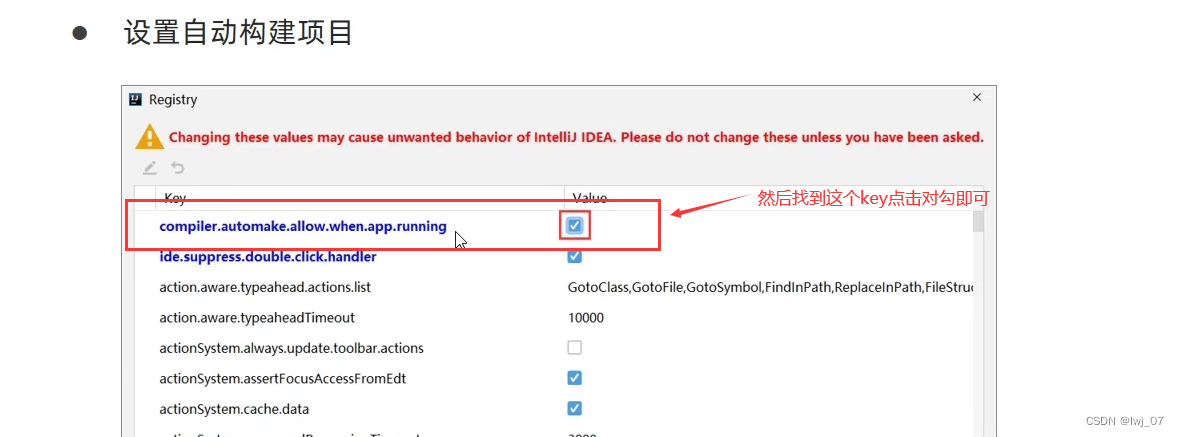 ● 设置自动构建项目
Registry
Changing these values may cause unwanted behavior of IntelliJ IDEA. Please do not change these unless you have been asked.
Key Value
然后找到这个key点击对勾即可
compiler.automake.allow.when.app.running
ide.suppress.double.click.handler
action.aware.typeahead.actions.list GotoClass,GotoFile,GotoSymbol,FindInPath,ReplaceInPath,FileStruc
action.aware.typeaheadTimeout 10000
actionSystem.always.update.toolbar.actions
actionSystem.assertFocusAccessFromEdt
actionSystem.cache.data
CSDN @lwj_07